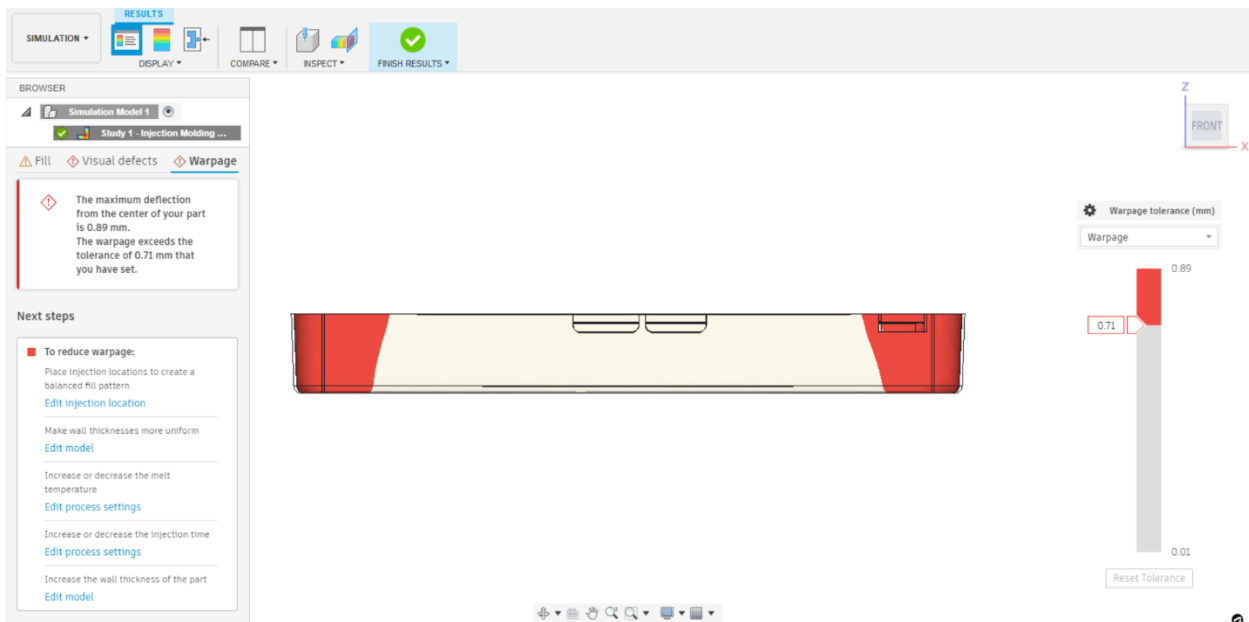 RESULTS
SIMULATION
DISPLAY
COMPARE
INSPECT
FINISH RESULTS
BROWSER
Simulation Model 1
Study 1 - Injection Molding ...
Fill
Visual defects
Warpage
The maximum deflection
from the center of your part
is 0.89 mm.
The warpage exceeds the
tolerance of 0.71 mm that
you have set.
Next steps
To reduce warpage:
Place injection locations to create a
balanced fill pattern
Edit injection location
Make wall thicknesses more uniform
Edit model
Increase or decrease the melt
temperature
Edit process settings
Increase or decrease the injection time
Edit process settings
Increase the wall thickness of the part
Edit model
Z
FRONT
X
Warpage tolerance (mm)
Warpage
0.89
0.71
0.01
Reset Tolerance